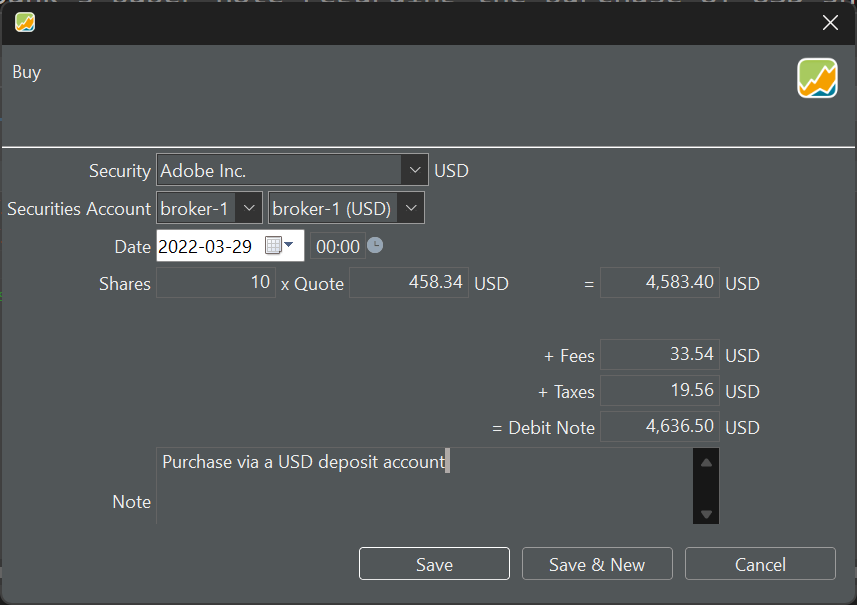 Buy
Security Adobe Inc. USD
Securities Account broker-1 broker-1 (USD)
Date 2022-03-29 00:00
Shares 10 x Quote 458.34 USD = 4,583.40 USD
+ Fees 33.54 USD
+ Taxes 19.56 USD
= Debit Note 4,636.50 USD
Purchase via a USD deposit account
Note
Save Save & New Cancel